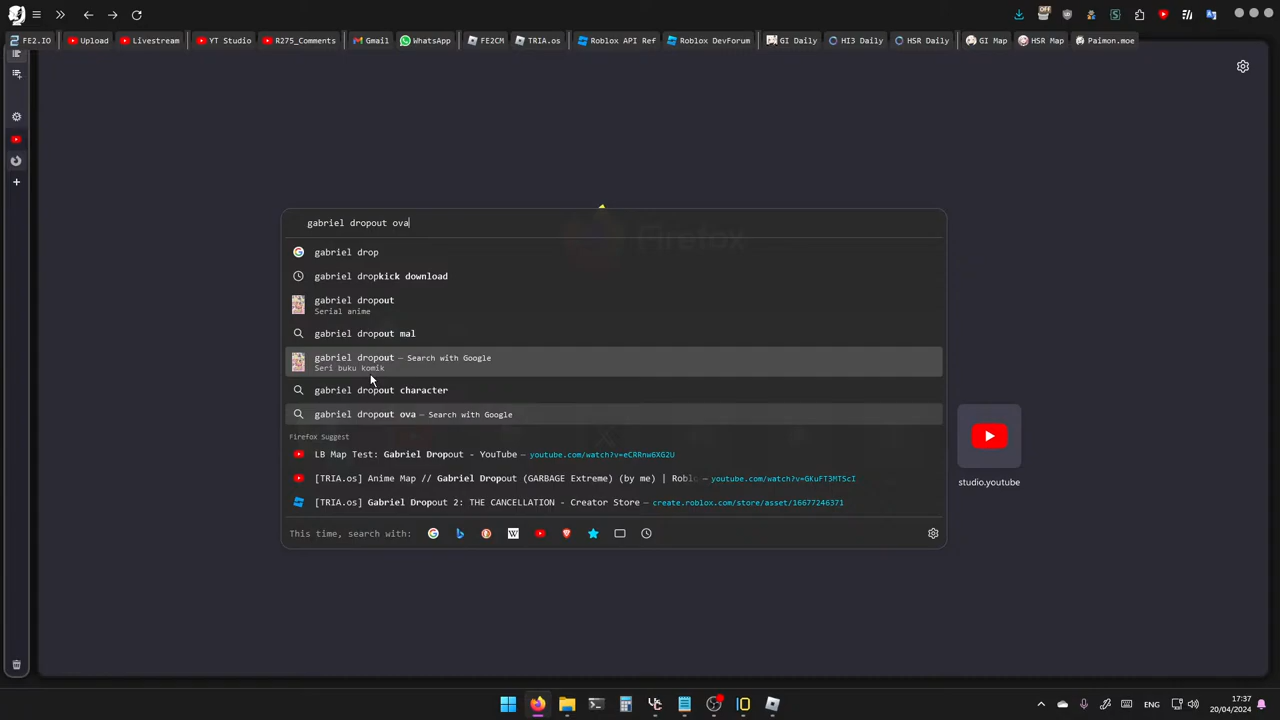 FE2.IO Upload Livestream YT Studio R275_Comments Gmail WhatsApp FE2CM TRIA.os Roblox API Ref Roblox DevForum GI Daily HI3 Daily HSR Daily GI Map HSR Map Paimon.moe
OFF
gabriel dropout ova
Firefox
gabriel drop
gabriel dropkick download
gabriel dropout
Serial anime
gabriel dropout mal
gabriel dropout — Search with Google
Seri buku komik
gabriel dropout character
gabriel dropout ova — Search with Google
Firefox Suggest
LB Map Test: Gabriel Dropout - YouTube — youtube.com/watch?v=eCRRnw6XG2U
[TRIA.os] Anime Map // Gabriel Dropout (GARBAGE Extreme) (by me) | Roblo — youtube.com/watch?v=GKuFT3MTScI
[TRIA.os] Gabriel Dropout 2: THE CANCELLATION - Creator Store — create.roblox.com/store/asset/16677246371
studio.youtube
This time, search with:
ENG
17:37
20/04/2024